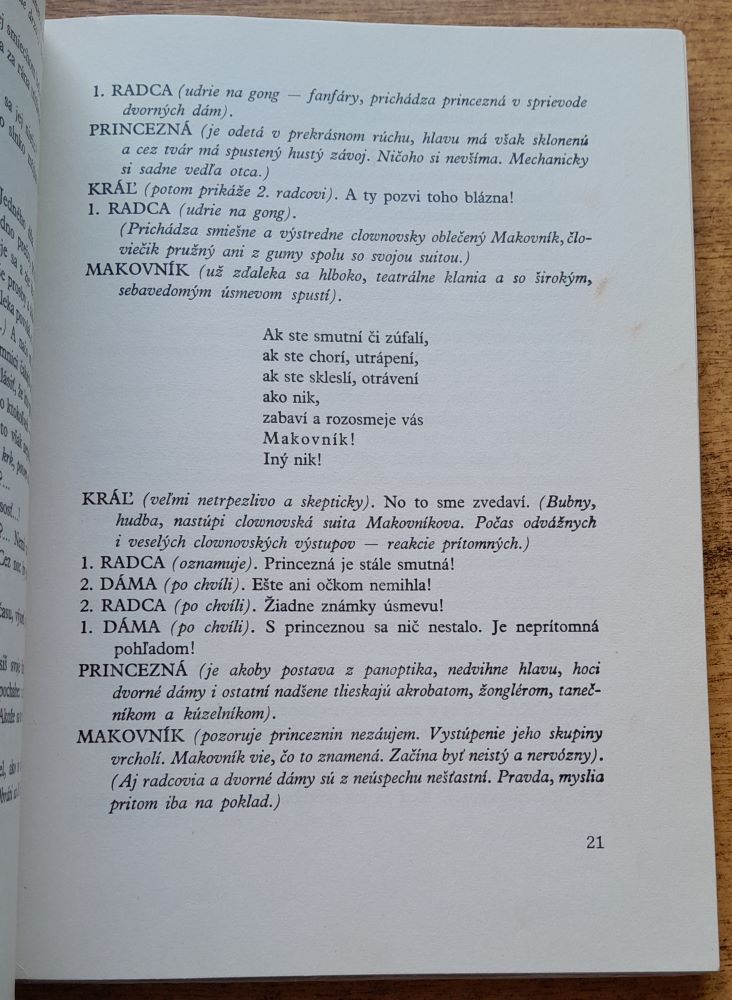 1. RADCA (udrie na gong — fanfáry, prichádza princezná v sprievode
dvorných dám).
PRINCEZNÁ (je odetá v prekrásnom rúchu, hlavu má však sklonenú
a cez tvár má spustený hustý závoj. Ničoho si nevšíma. Mechanicky
si sadne vedľa otca.)
KRÁĽ (potom prikáže 2. radcovi). A ty pozvi toho blázna!
1. RADCA (udrie na gong).
(Prichádza smiešne a výstredne clownovsky oblečený Makovník, člo-
viečik pružný ani z gumy spolu so svojou suitou.)
MAKOVNÍK (už zďaleka sa hlboko, teatrálne klania a so širokým,
sebavedomým úsmevom spustí).
Ak ste smutní či zúfalí,
ak ste chorí, utrápení,
ak ste skleslí, otrávení
ako nik,
zabaví a rozosmeje vás
Makovník!
Iný nik!
KRÁĽ (veľmi netrpezlivo a skepticky). No to sme zvedaví. (Bubny,
hudba, nastúpi clownovská suita Makovníkova. Počas odvážnych
i veselých clownovských výstupov — reakcie prítomných.)
1. RADCA (oznamuje). Princezná je stále smutná!
2. DÁMA (po chvíli). Ešte ani očkom nemihla!
2. RADCA (po chvíli). Žiadne známky úsmevu!
1. DÁMA (po chvíli). S princeznou sa nič nestalo. Je neprítomná
pohľadom!
PRINCEZNÁ (je akoby postava z panoptika, nedvihne hlavu, hoci
dvorné dámy i ostatní nadšene tlieskajú akrobatom, žonglérom, taneč-
níkom a kúzelníkom).
MAKOVNÍK (pozoruje princeznin nezáujem. Vystúpenie jeho skupiny
vrcholí. Makovník vie, čo to znamená. Začína byť neistý a nervózny).
(Aj radcovia a dvorné dámy sú z neúspechu nešťastní. Pravda, myslia
pritom iba na poklad.)
21